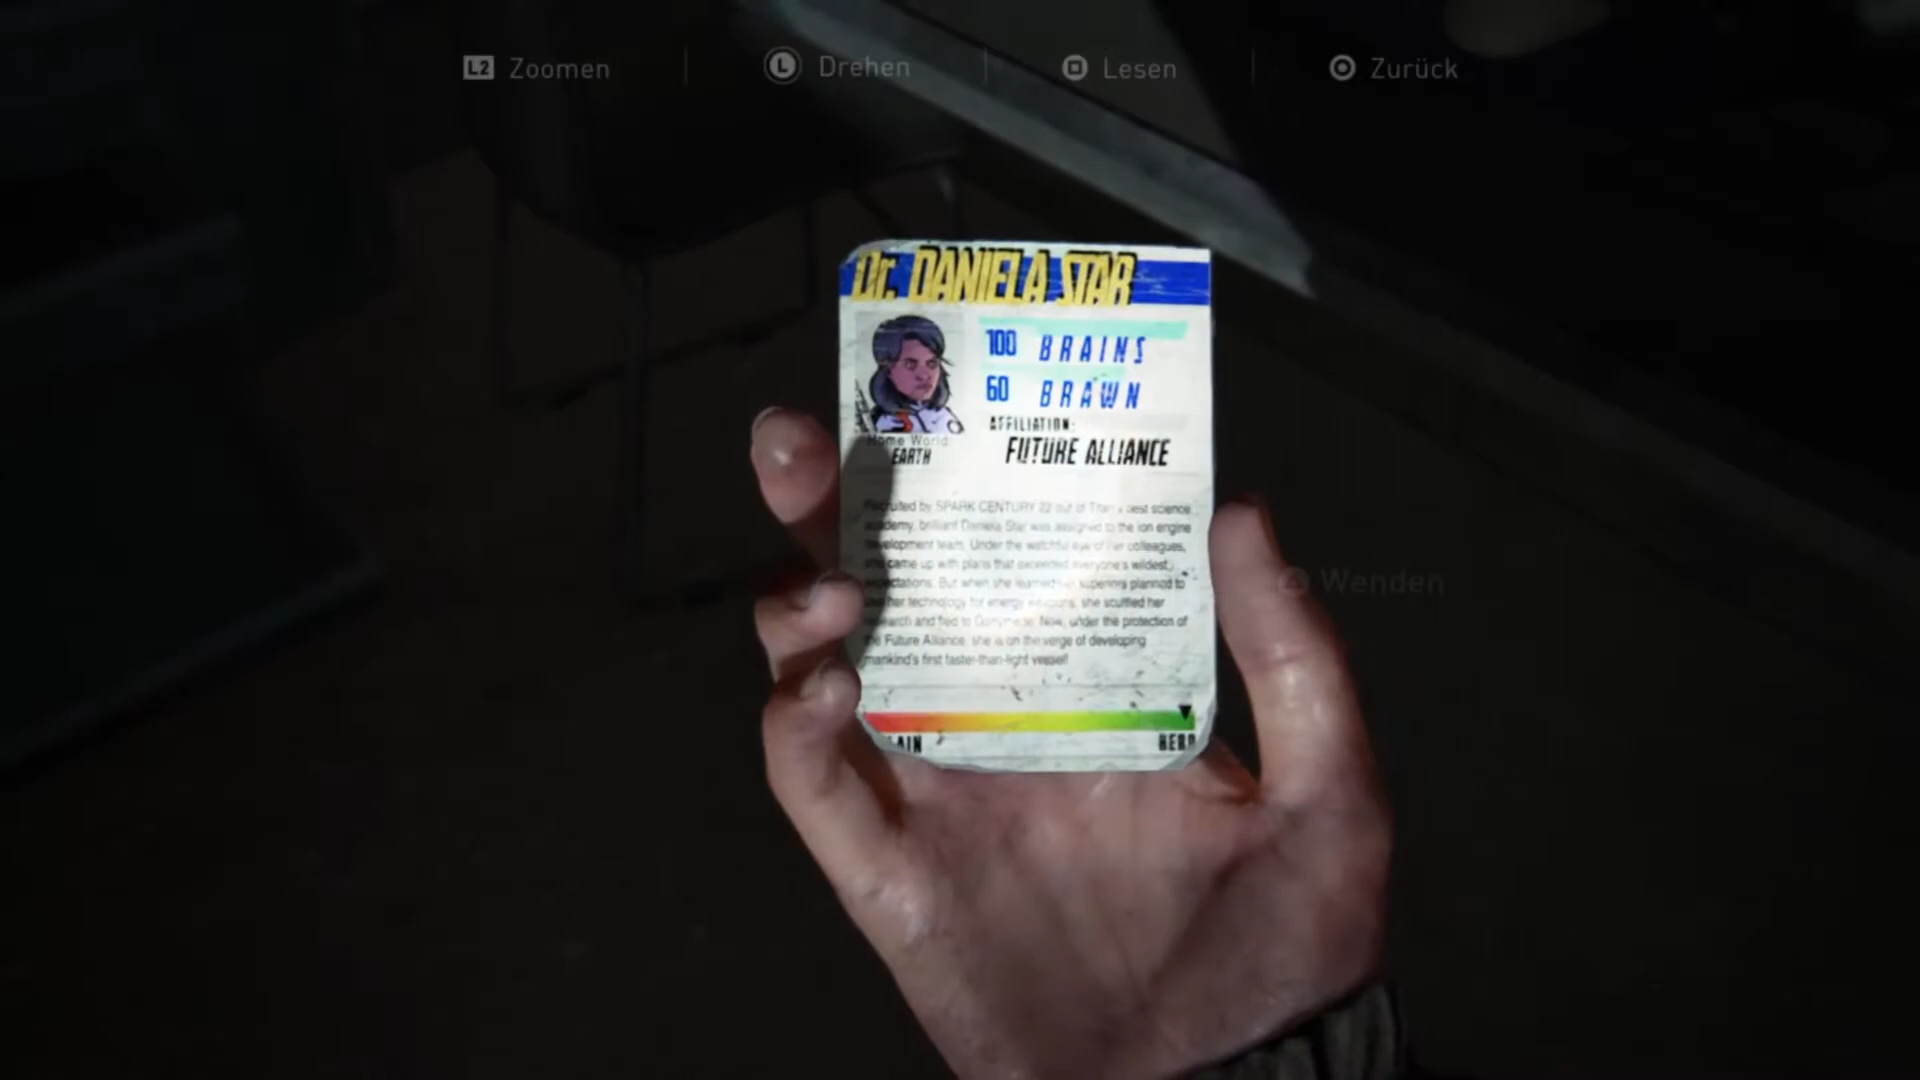 L2 Zoomen L Drehen Lesen Zurück
Dr. DANIELA STAR
100 BRAINS
60 BRAWN
AFFILIATION:
FUTURE ALLIANCE
Home World
EARTH
Recruited by SPARK CENTURY 22 out of Titan's best science
academy, brilliant Daniela Star was assigned to the ion engine
development team. Under the watchful eye of her colleagues,
she came up with plans that exceeded everyone's wildest
expectations. But when she learned her superiors planned to
use her technology for energy weapons, she scuttled her
research and fled to Ganymede. Now, under the protection of
the Future Alliance, she is on the verge of developing
mankind's first faster-than-light vessel!
Wenden
HERO